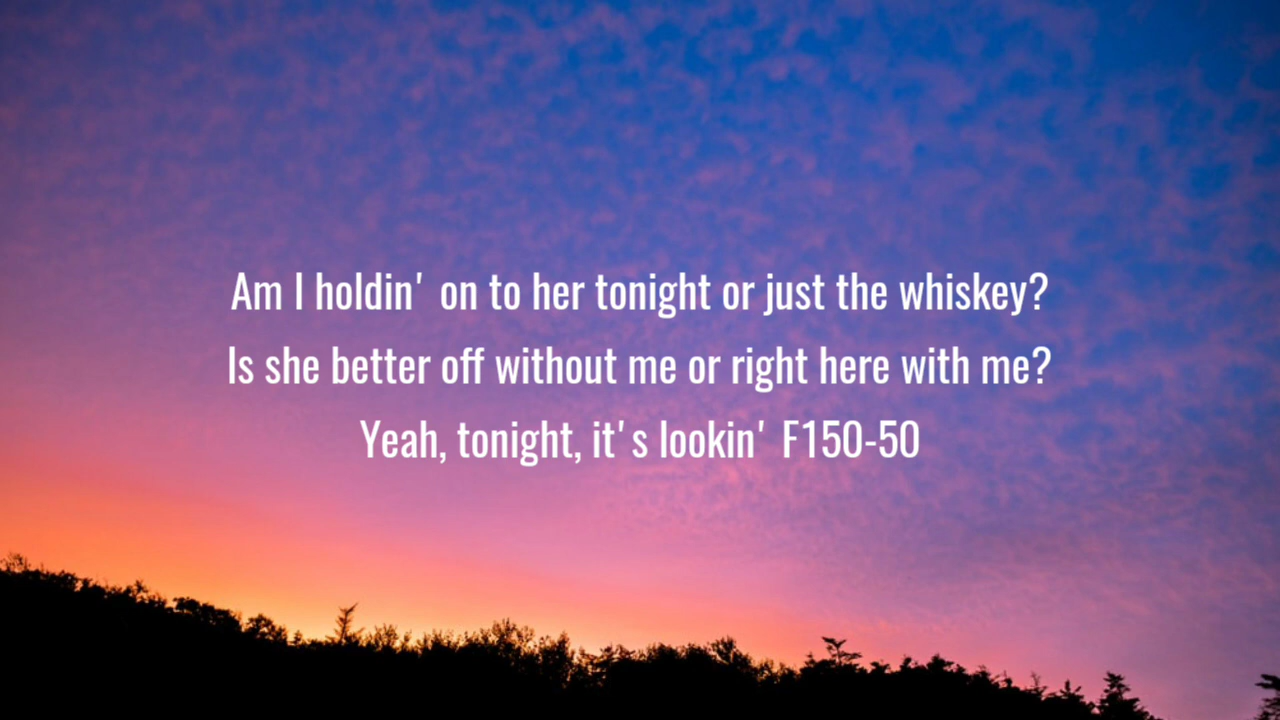 Am I holdin' on to her tonight or just the whiskey?
Is she better off without me or right here with me?
Yeah, tonight, it's lookin' F150-50